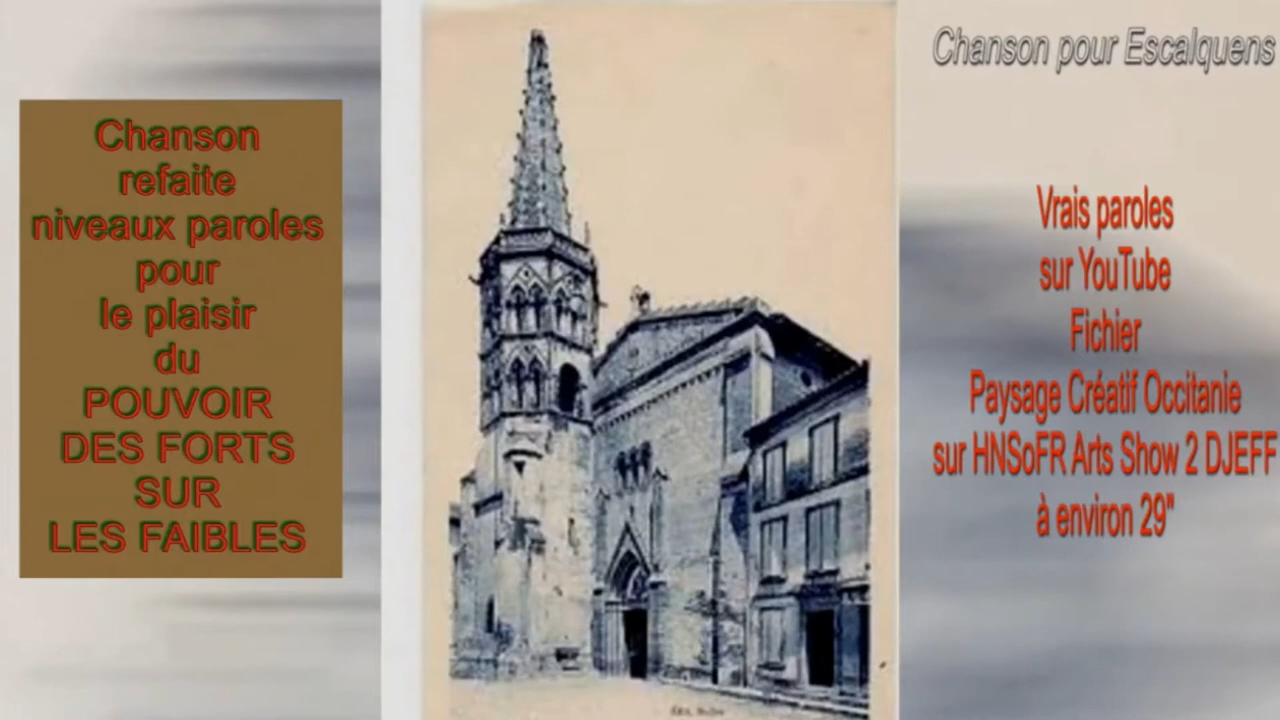 Chanson
refaite
niveaux paroles
pour
le plaisir
du
POUVOIR
DES FORTS
SUR
LES FAIBLES
Chanson pour Escalquens
Vrais paroles
sur YouTube
Fichier
Paysage Créatif Occitanie
sur HNSoFR Arts Show 2 DJEFF
à environ 29"